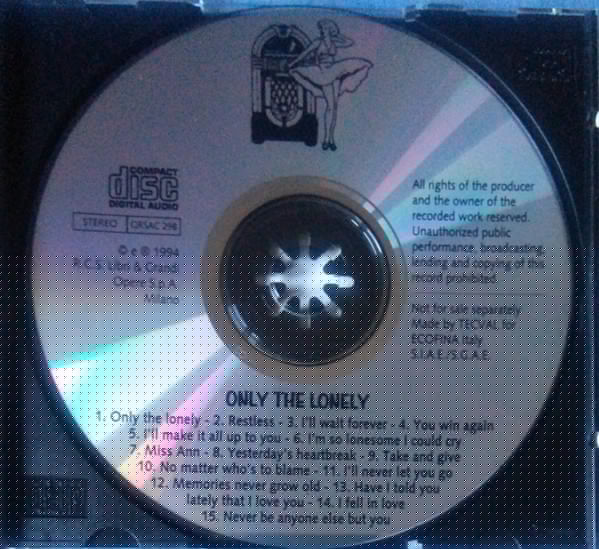 COMPACT
disc
DIGITAL AUDIO
STEREO ORSAC 298
© e ℗ 1994
R.C.S. Libri & Grandi
Opere S.p.A.
Milano
All rights of the producer
and the owner of the
recorded work reserved.
Unauthorized public
performance, broadcasting,
lending and copying of this
record prohibited.
Not for sale separately
Made by TECVAL for
ECOFINA Italy
S.I.A.E./S.G.A.E.
ONLY THE LONELY
1. Only the lonely - 2. Restless - 3. I'll wait forever - 4. You win again
5. I'll make it all up to you - 6. I'm so lonesome I could cry
7. Miss Ann - 8. Yesterday's heartbreak - 9. Take and give
10. No matter who's to blame - 11. I'll never let you go
12. Memories never grow old - 13. Have I told you
lately that I love you - 14. I fell in love
15. Never be anyone else but you